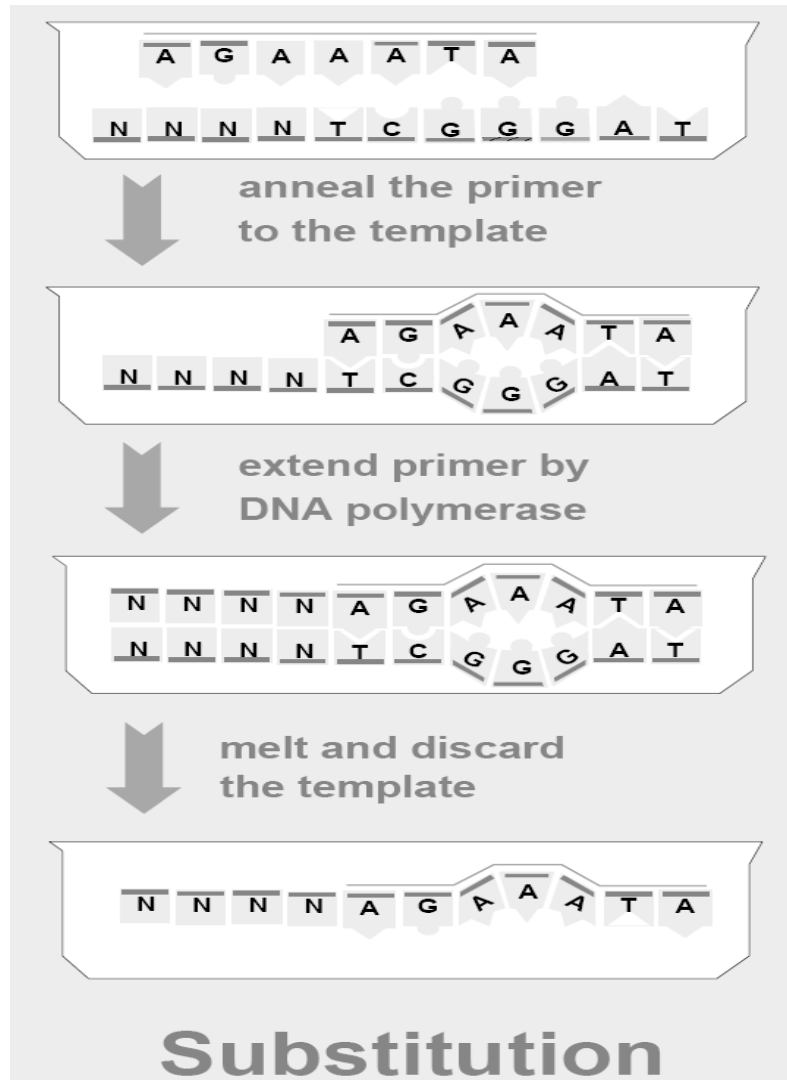 A G A A A T A
N N N N T C G G G A T
anneal the primer
to the template
A G A A A T A
N N N N T C G G G A T
extend primer by
DNA polymerase
N N N N A G A A A T A
N N N N T C G G G A T
melt and discard
the template
N N N N A G A A A T A
Substitution